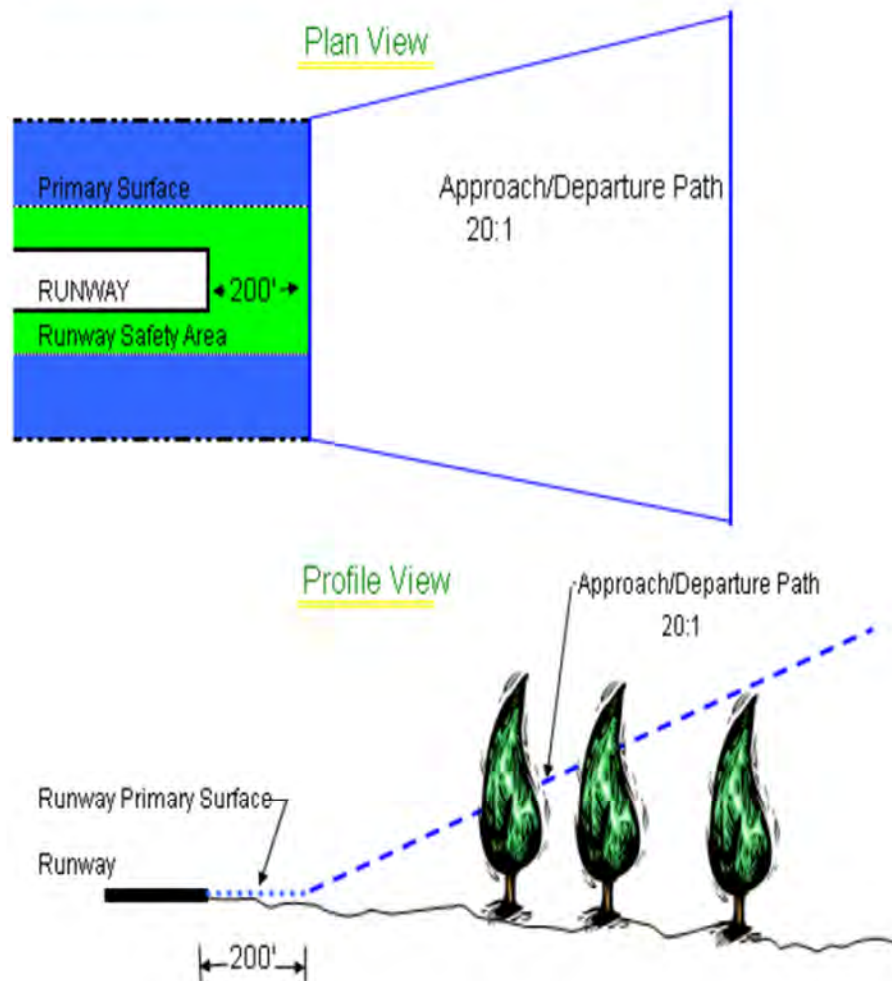 Plan View
Primary Surface
Approach/Departure Path
20:1
200'
RUNWAY
Runway Safety Area
Profile View
Approach/Departure Path
20:1
Runway Primary Surface
Runway
200'